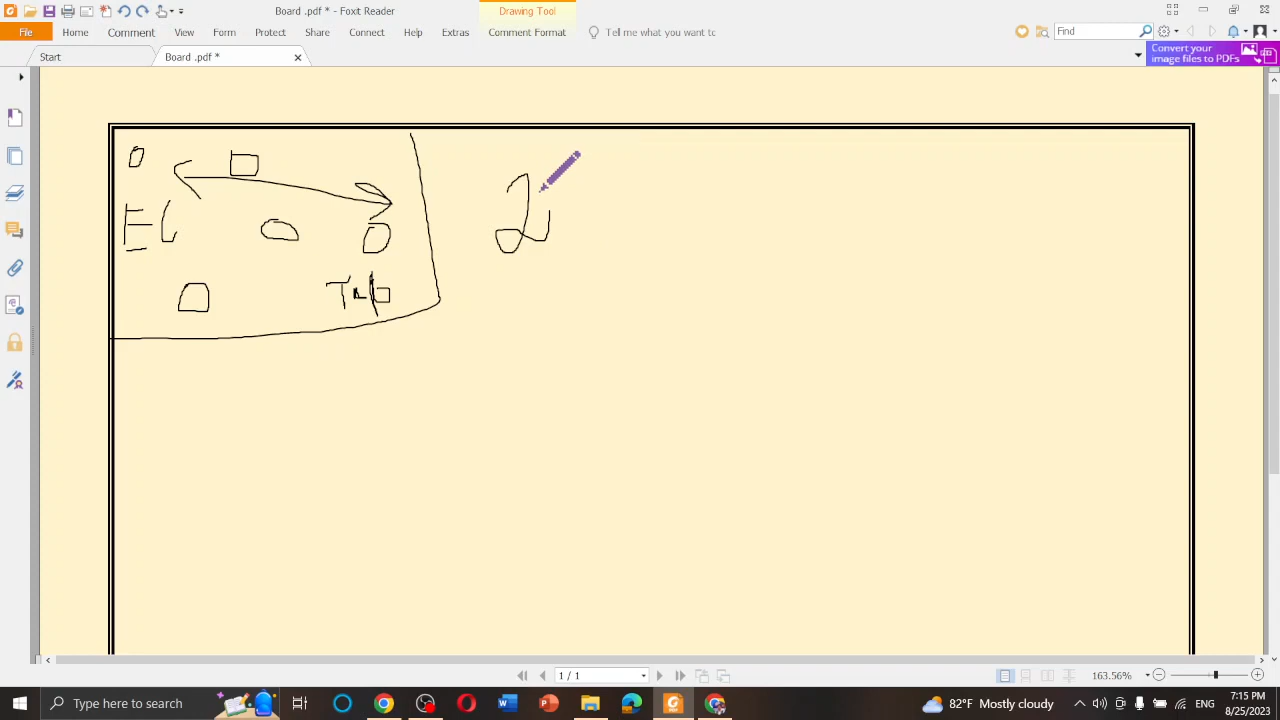 Board .pdf * - Foxit Reader
Drawing Tool
File
Home
Comment
View
Form
Protect
Share
Connect
Help
Extras
Comment Format
Tell me what you want to
Find
Start
Board .pdf *
Convert your
image files to PDFs
2
1 / 1
163.56%
Type here to search
82°F Mostly cloudy
ENG
7:15 PM
8/25/2023